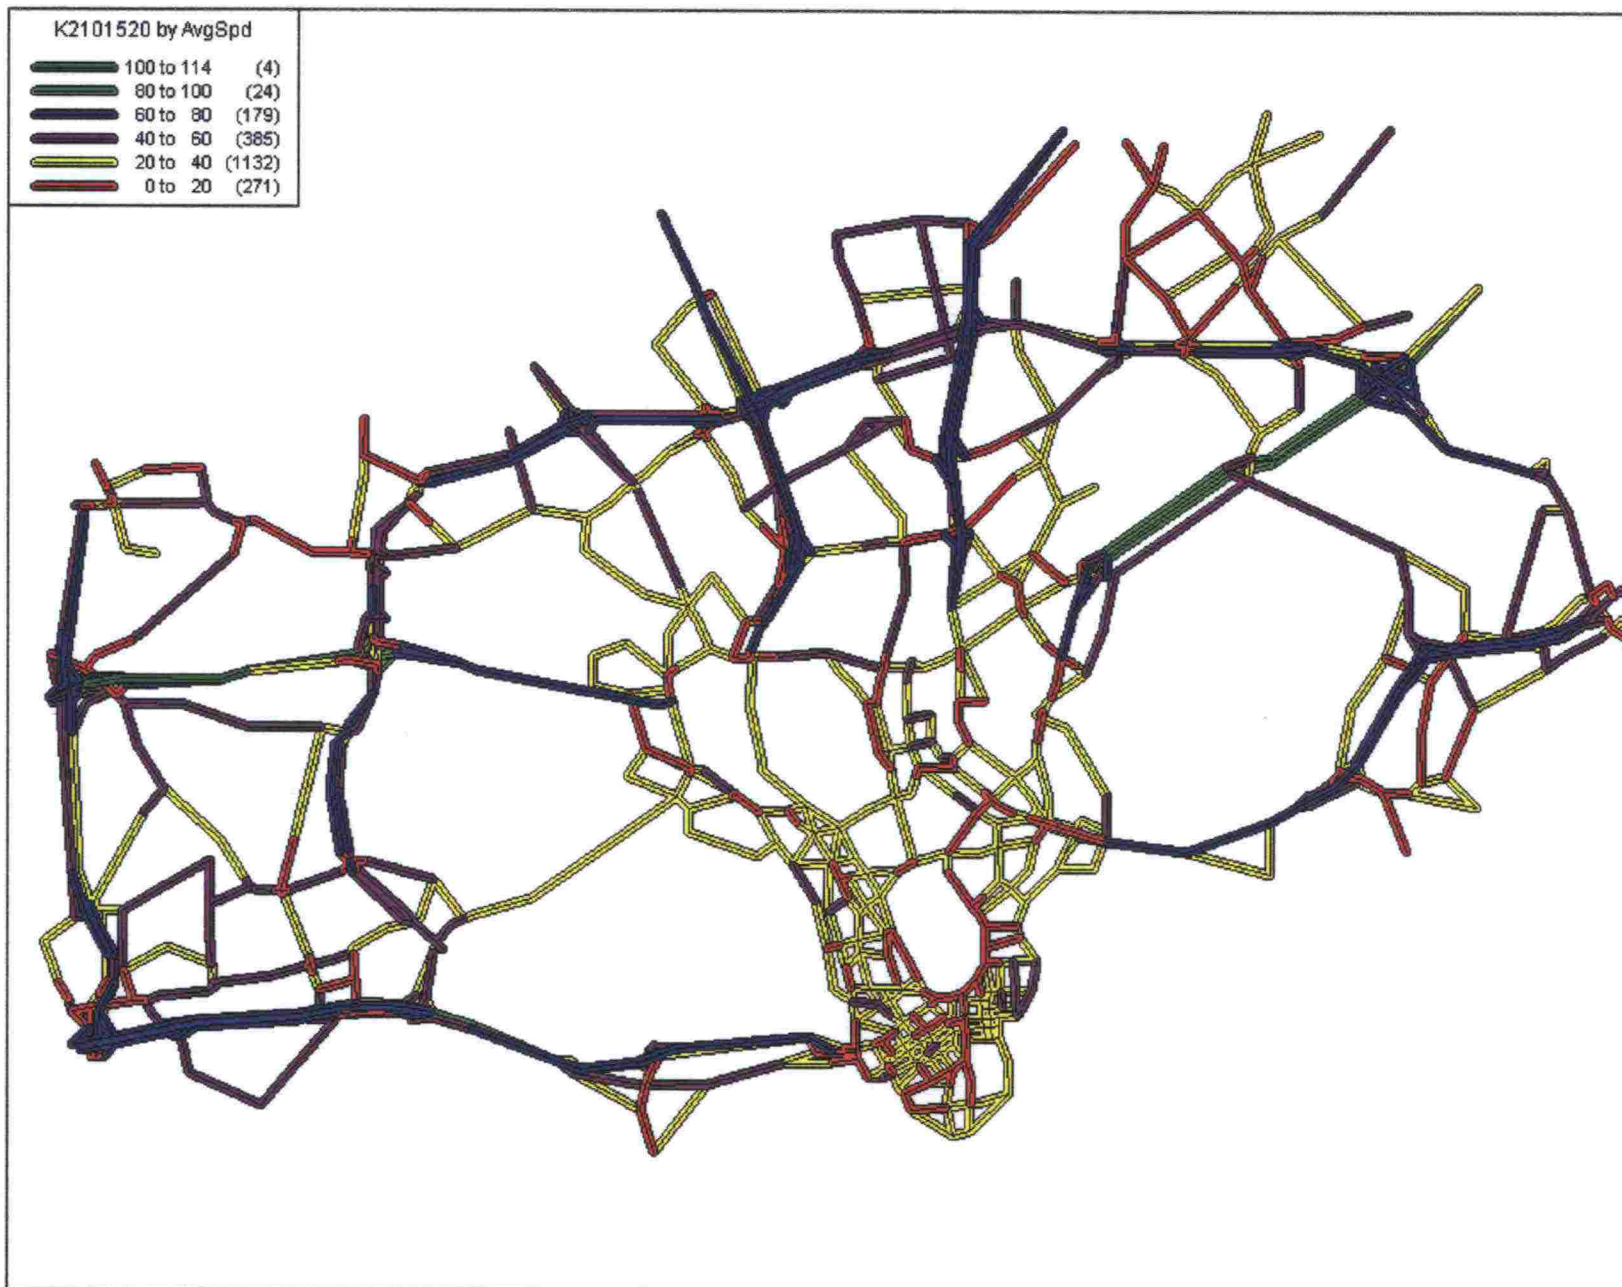 K2101520 by AvgSpd
100 to 114 (4)
80 to 100 (24)
60 to 80 (179)
40 to 60 (385)
20 to 40 (1132)
0 to 20 (271)